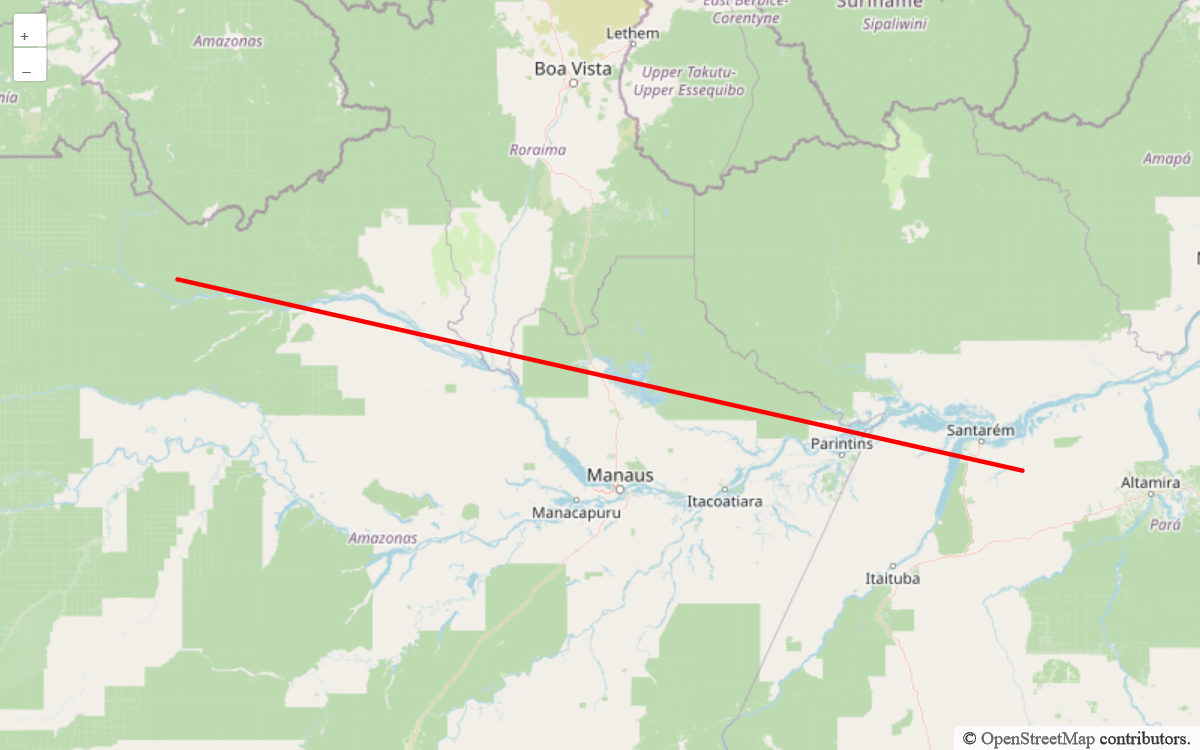 East Berbice-
Corentyne
Suriname
Sipaliwini
Lethem
Amazonas
+
–
Boa Vista
Upper Takutu-
Upper Essequibo
Roraima
Amapá
Santarém
Parintins
Manaus
Altamira
Itacoatiara
Manacapuru
Pará
Amazonas
Itaituba
© OpenStreetMap contributors.